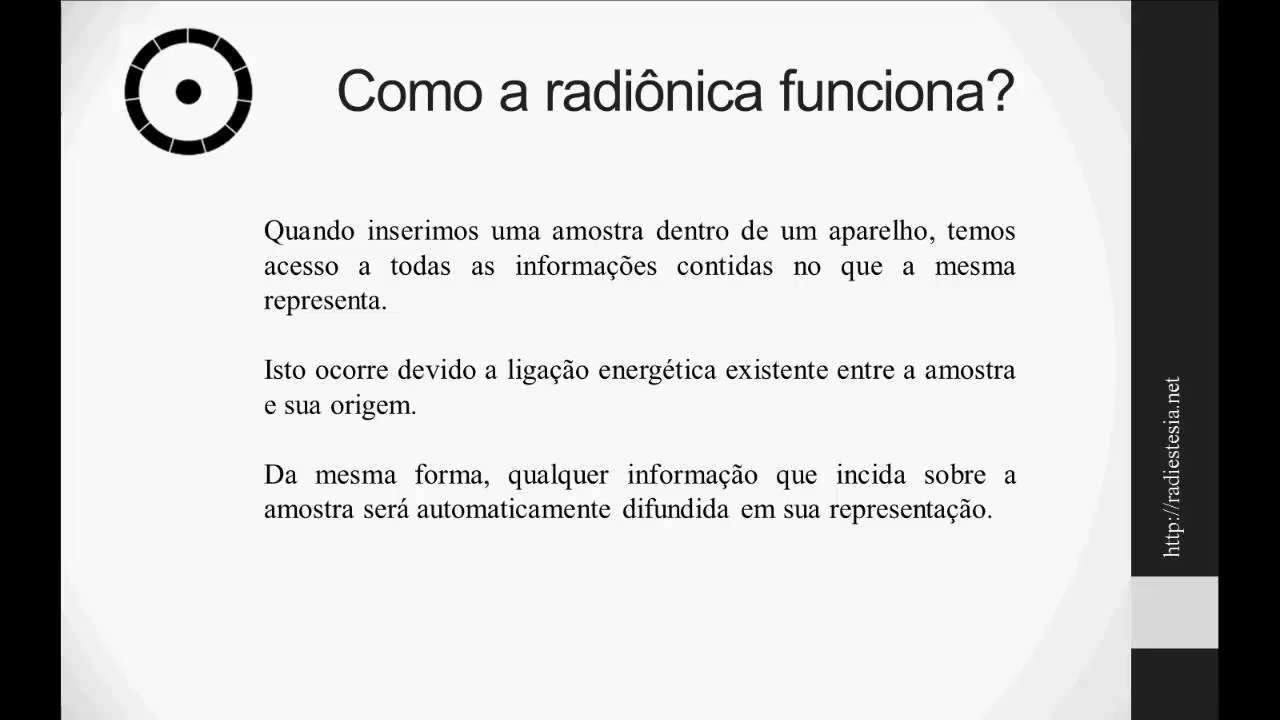 Como a radiônica funciona?
Quando inserimos uma amostra dentro de um aparelho, temos
acesso a todas as informações contidas no que a mesma
representa.
Isto ocorre devido a ligação energética existente entre a amostra
e sua origem.
Da mesma forma, qualquer informação que incida sobre a
amostra será automaticamente difundida em sua representação.
http://radiestesia.net